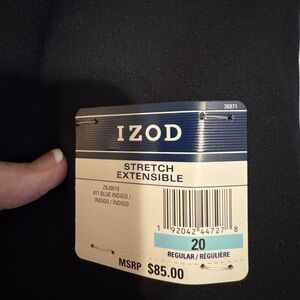 36871
IZOD
STRETCH
EXTENSIBLE
411 BLUE INDIGO /
INDIGO / INDIGO
1 92042 44727 8
20
REGULAR / RÉGULIÈRE
MSRP $85.00